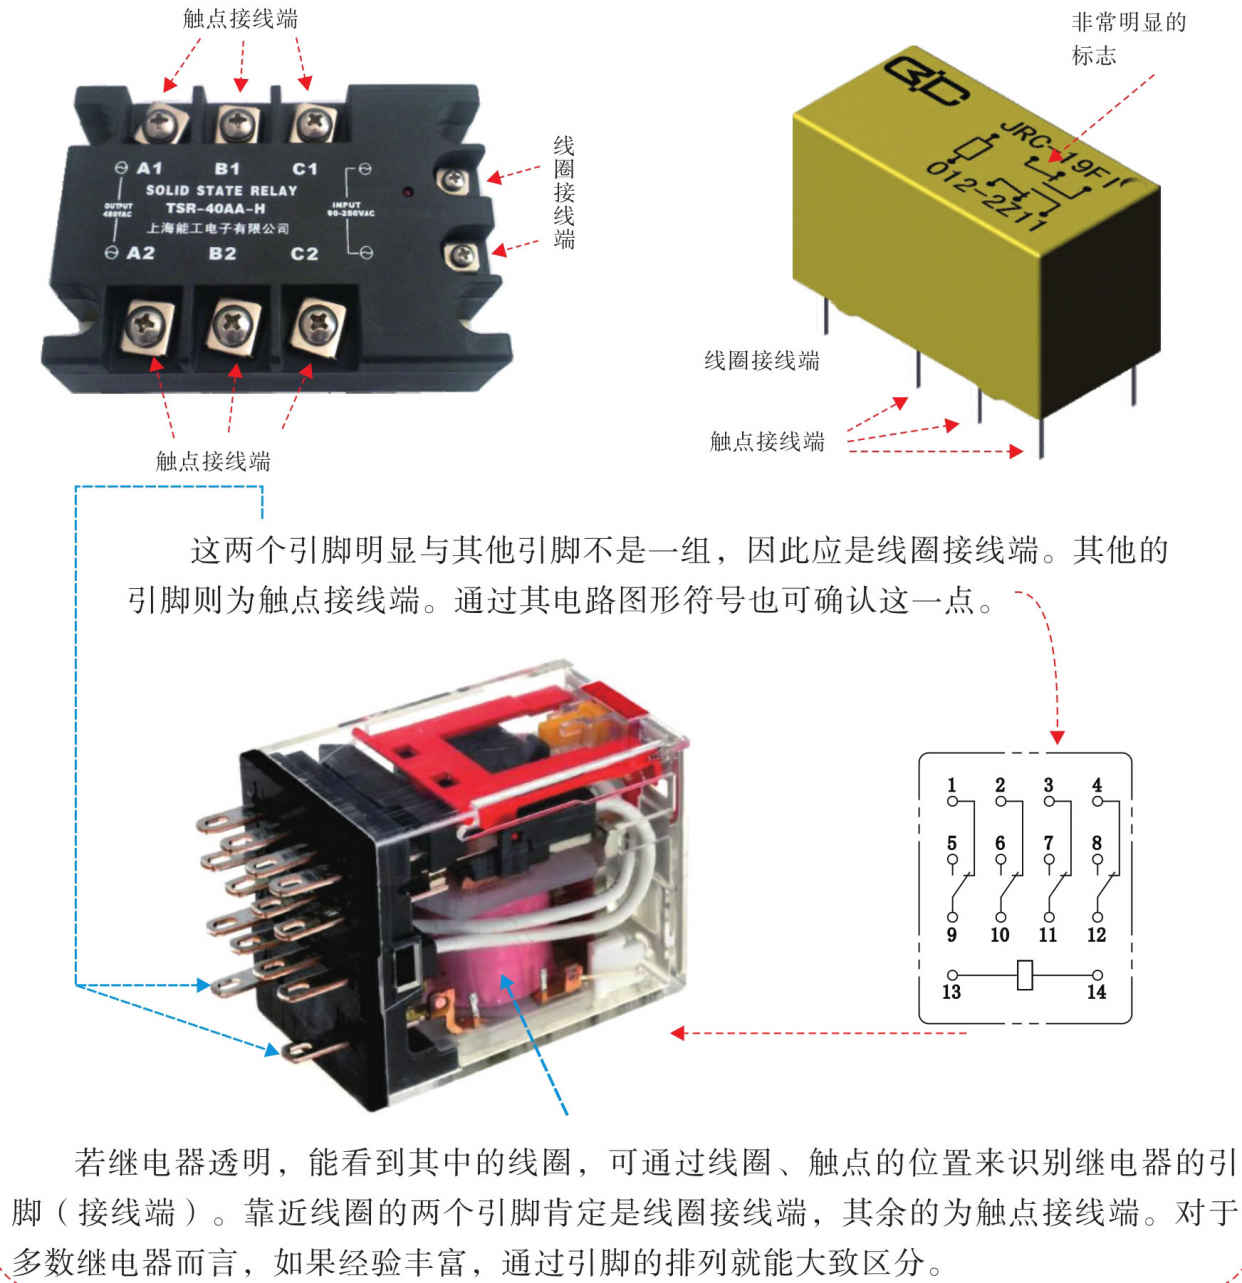 触点接线端
A1 B1 C1
SOLID STATE RELAY
OUTPUT
480VAC
TSR-40AA-H
INPUT
90-250VAC
上海能工电子有限公司
A2 B2 C2
线圈接线端
触点接线端
非常明显的
标志
JRC-19F
012-2Z11
线圈接线端
触点接线端
这两个引脚明显与其他引脚不是一组，因此应是线圈接线端。其他的
引脚则为触点接线端。通过其电路图形符号也可确认这一点。
1 2 3 4
5 6 7 8
9 10 11 12
13 14
若继电器透明，能看到其中的线圈，可通过线圈、触点的位置来识别继电器的引
脚（接线端）。靠近线圈的两个引脚肯定是线圈接线端，其余的为触点接线端。对于
多数继电器而言，如果经验丰富，通过引脚的排列就能大致区分。